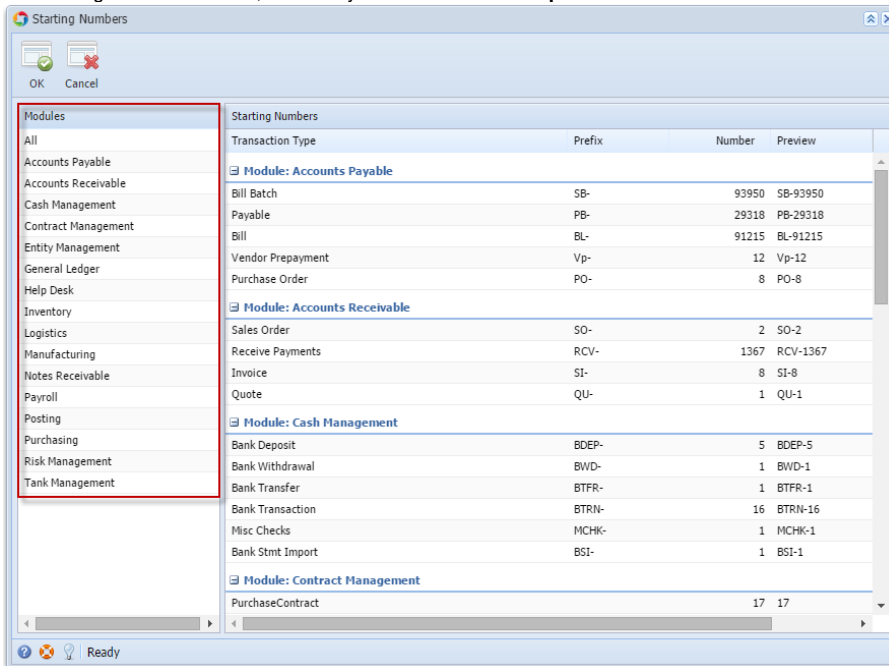 Starting Numbers
OK Cancel
Modules
All
Accounts Payable
Accounts Receivable
Cash Management
Contract Management
Entity Management
General Ledger
Help Desk
Inventory
Logistics
Manufacturing
Notes Receivable
Payroll
Posting
Purchasing
Risk Management
Tank Management
Starting Numbers
Transaction Type Prefix Number Preview
Module: Accounts Payable
Bill Batch SB- 93950 SB-93950
Payable PB- 29318 PB-29318
Bill BL- 91215 BL-91215
Vendor Prepayment Vp- 12 Vp-12
Purchase Order PO- 8 PO-8
Module: Accounts Receivable
Sales Order SO- 2 SO-2
Receive Payments RCV- 1367 RCV-1367
Invoice SI- 8 SI-8
Quote QU- 1 QU-1
Module: Cash Management
Bank Deposit BDEP- 5 BDEP-5
Bank Withdrawal BWD- 1 BWD-1
Bank Transfer BTFR- 1 BTFR-1
Bank Transaction BTRN- 16 BTRN-16
Misc Checks MCHK- 1 MCHK-1
Bank Stmt Import BSI- 1 BSI-1
Module: Contract Management
PurchaseContract 17 17
Ready